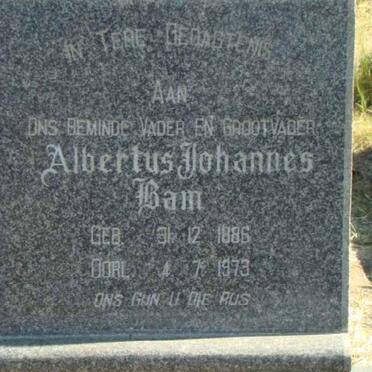 IN TERE GEDAGTENIS
AAN
ONS BEMINDE VADER EN GROOTVADER
Albertus Johannes
Bam
GEB. 31. 12. 1886
OORL. 4. 7. 1973
ONS GUN U DIE RUS